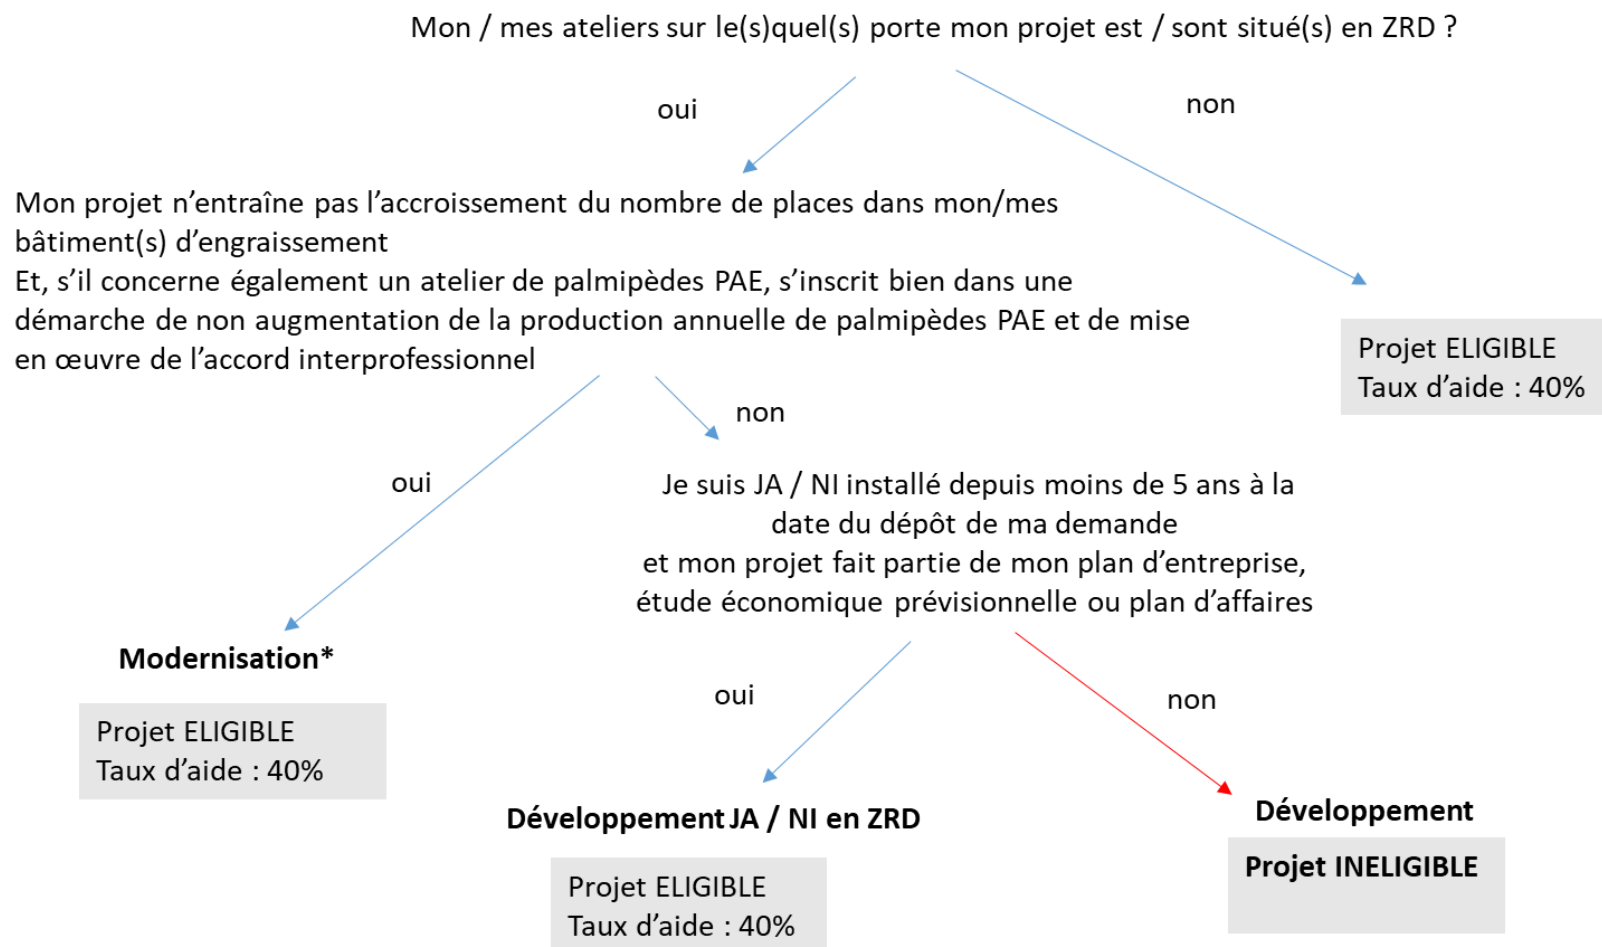 Mon / mes ateliers sur le(s)quel(s) porte mon projet est / sont situé(s) en ZRD ?
oui
non
Mon projet n’entraîne pas l’accroissement du nombre de places dans mon/mes
bâtiment(s) d’engraissement
Et, s’il concerne également un atelier de palmipèdes PAE, s’inscrit bien dans une
démarche de non augmentation de la production annuelle de palmipèdes PAE et de mise
en œuvre de l’accord interprofessionnel
Projet ELIGIBLE
Taux d’aide : 40%
oui
non
Je suis JA / NI installé depuis moins de 5 ans à la
date du dépôt de ma demande
et mon projet fait partie de mon plan d’entreprise,
étude économique prévisionnelle ou plan d’affaires
Modernisation*
Projet ELIGIBLE
Taux d’aide : 40%
oui
non
Développement JA / NI en ZRD
Projet ELIGIBLE
Taux d’aide : 40%
Développement
Projet INELIGIBLE